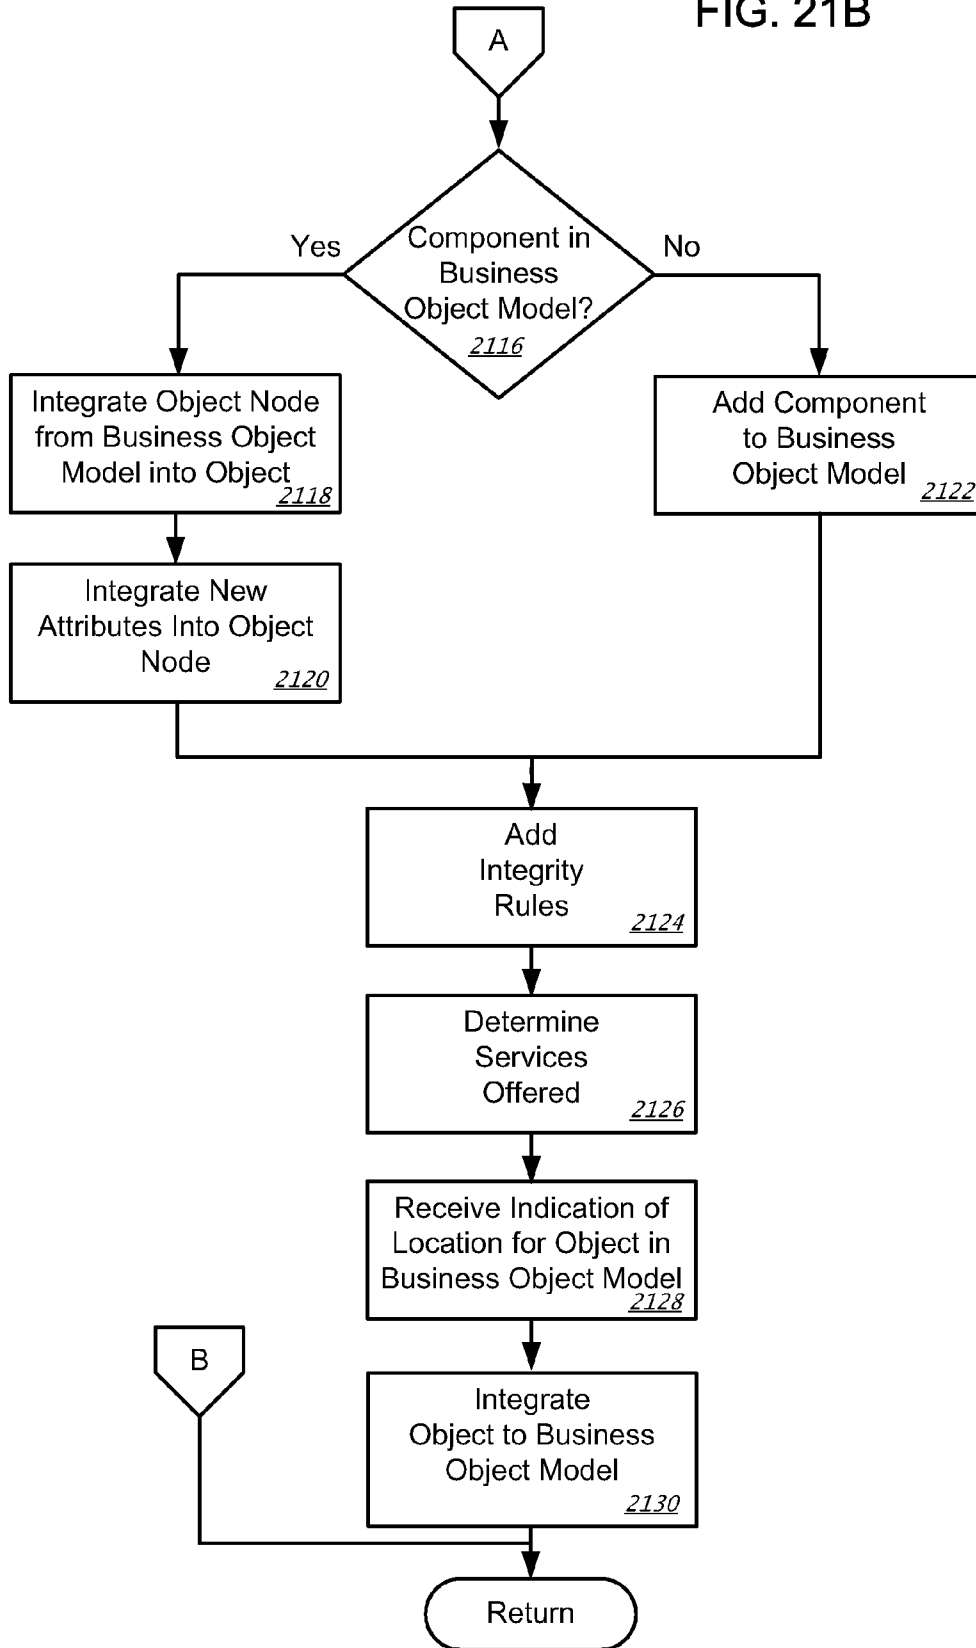 FIG. 21B
A
Yes
Component in
Business
Object Model?
2116
No
Integrate Object Node
from Business Object
Model into Object
2118
Add Component
to Business
Object Model
2122
Integrate New
Attributes Into Object
Node
2120
Add
Integrity
Rules
2124
Determine
Services
Offered
2126
Receive Indication of
Location for Object in
Business Object Model
2128
B
Integrate
Object to Business
Object Model
2130
Return